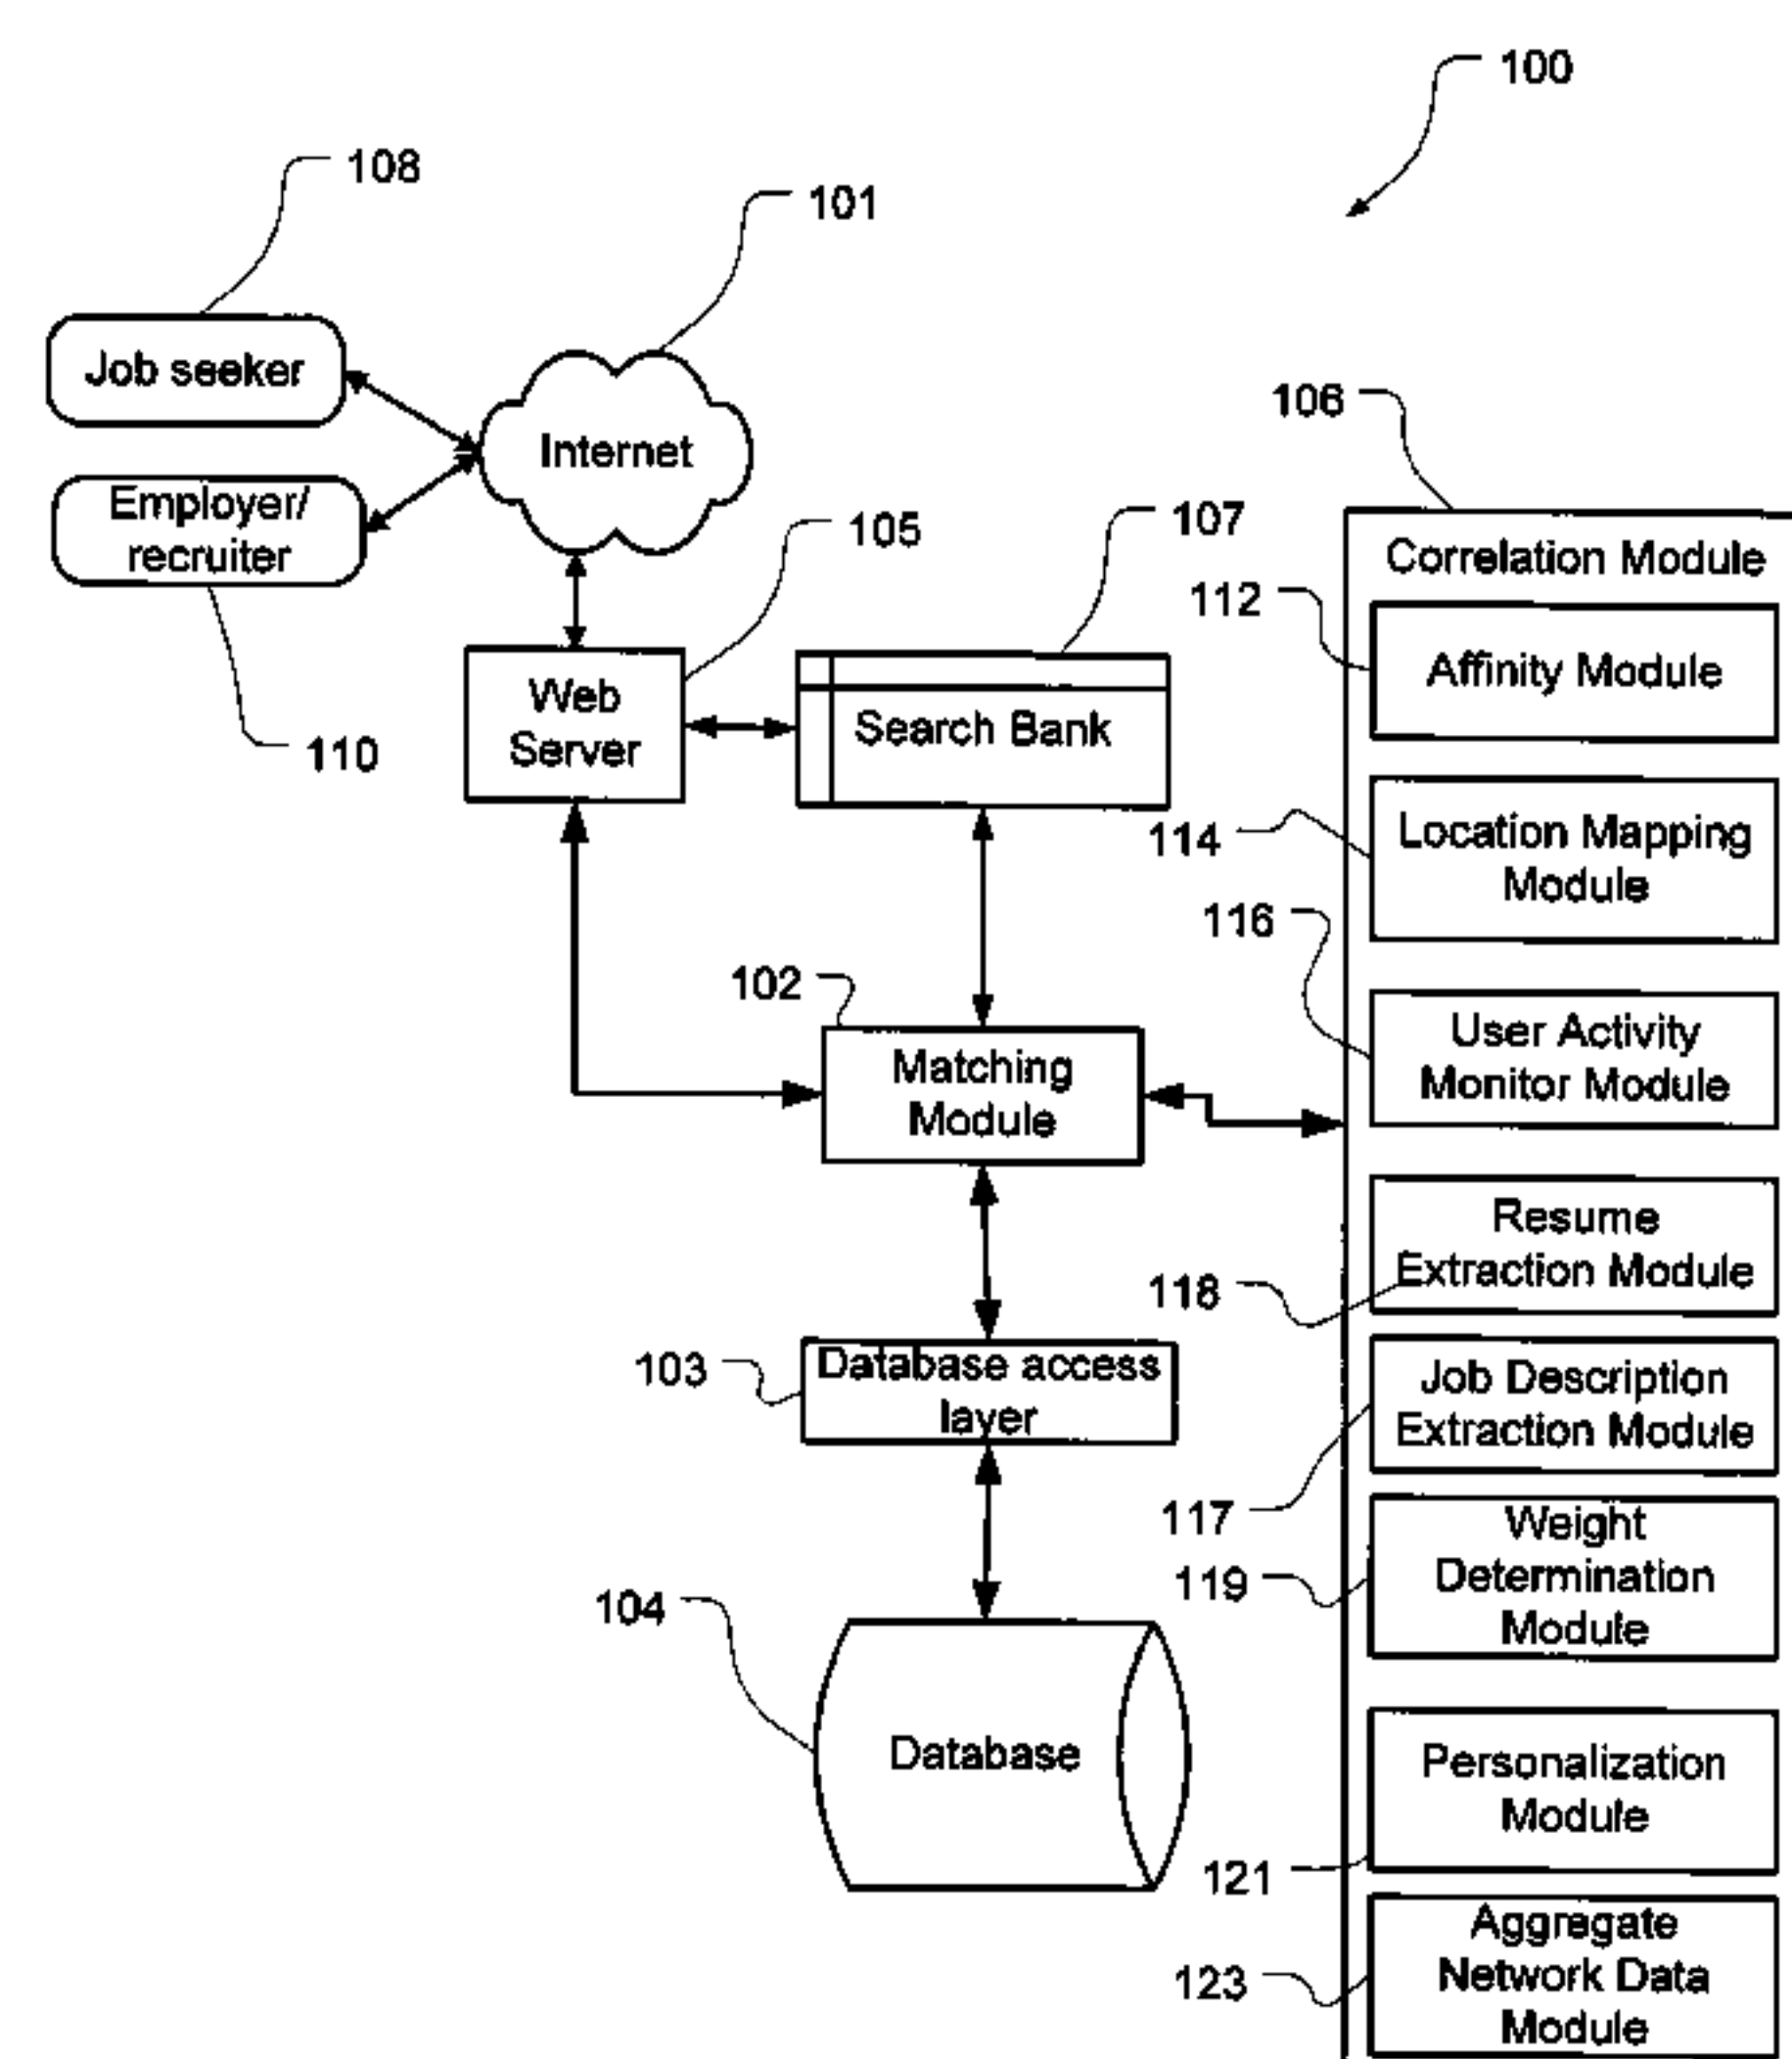 100
108
101
Job seeker
Internet
106
Employer/
recruiter
105
107
Correlation Module
112
Affinity Module
Web
Server
Search Bank
110
114
Location Mapping
Module
116
102
User Activity
Monitor Module
Matching
Module
Resume
Extraction Module
118
103
Database access
layer
Job Description
Extraction Module
117
Weight
Determination
Module
119
104
Database
Personalization
Module
121
Aggregate
Network Data
Module
123